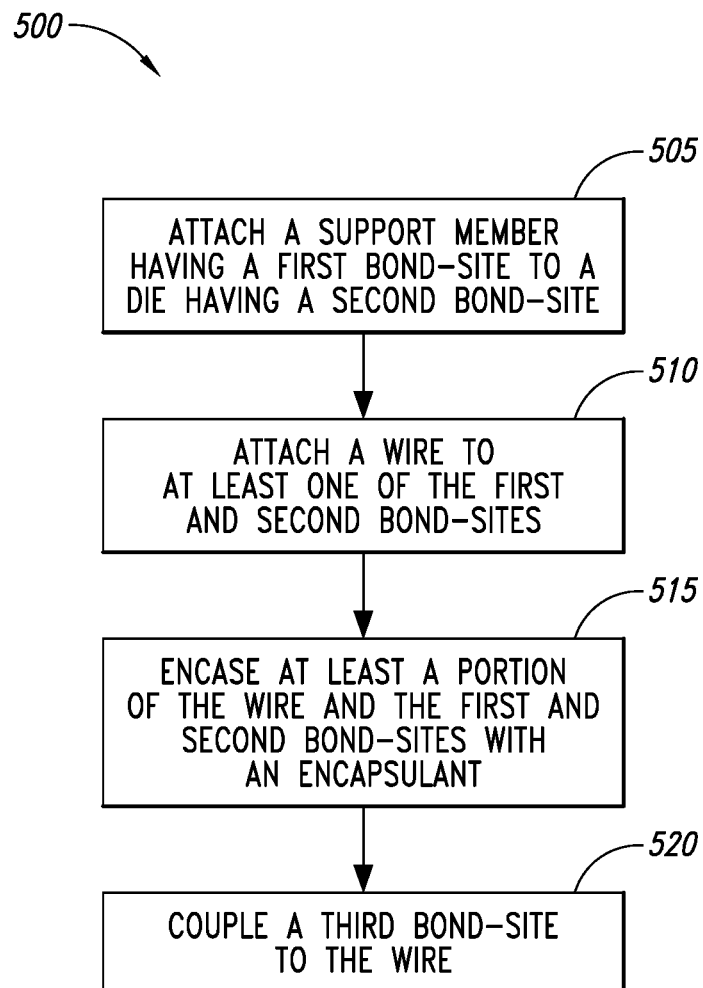 500
505
ATTACH A SUPPORT MEMBER
HAVING A FIRST BOND-SITE TO A
DIE HAVING A SECOND BOND-SITE
510
ATTACH A WIRE TO
AT LEAST ONE OF THE FIRST
AND SECOND BOND-SITES
515
ENCASE AT LEAST A PORTION
OF THE WIRE AND THE FIRST AND
SECOND BOND-SITES WITH
AN ENCAPSULANT
520
COUPLE A THIRD BOND-SITE
TO THE WIRE